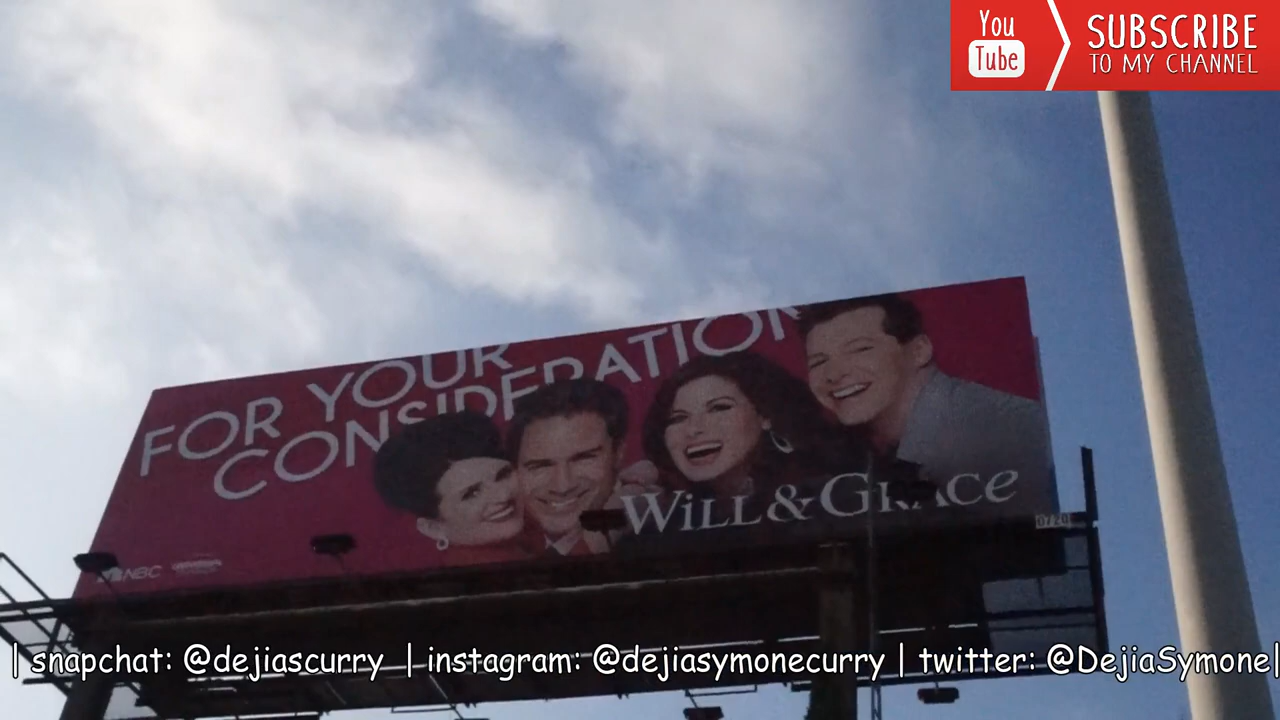 You
Tube
SUBSCRIBE
TO MY CHANNEL
FOR YOUR
CONSIDERATION
WILL & GRACE
NBC
| snapchat: @dejiascurry | instagram: @dejiasymonecurry | twitter: @DejiaSymone|